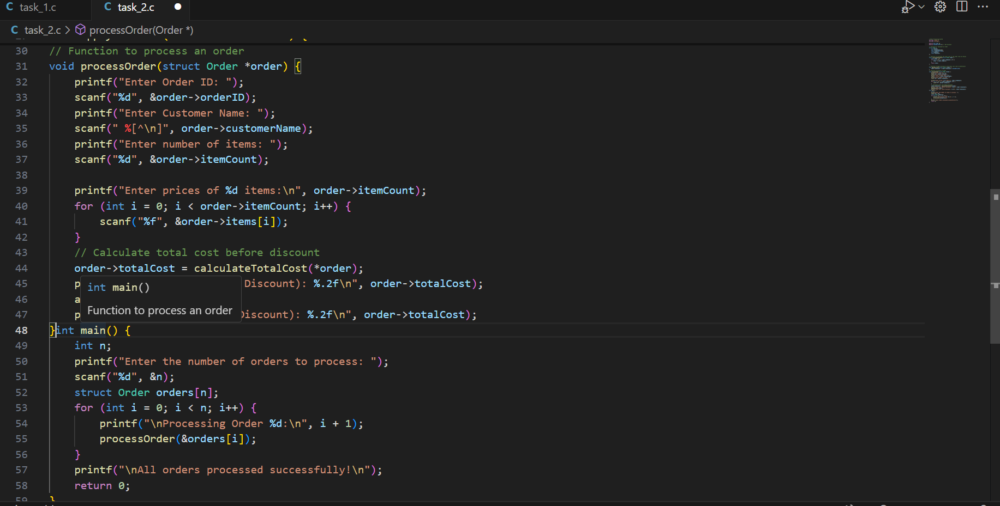 C task_1.c
C task_2.c
C task_2.c > processOrder(Order *)
30 // Function to process an order
31 void processOrder(struct Order *order) {
32 printf("Enter Order ID: ");
33 scanf("%d", &order->orderID);
34 printf("Enter Customer Name: ");
35 scanf(" %[^\n]", order->customerName);
36 printf("Enter number of items: ");
37 scanf("%d", &order->itemCount);
38
39 printf("Enter prices of %d items:\n", order->itemCount);
40 for (int i = 0; i < order->itemCount; i++) {
41 scanf("%f", &order->items[i]);
42 }
43 // Calculate total cost before discount
44 order->totalCost = calculateTotalCost(*order);
45 p Discount): %.2f\n", order->totalCost);
int main()
46 a
Function to process an order
47 p Discount): %.2f\n", order->totalCost);
48 }int main() {
49 int n;
50 printf("Enter the number of orders to process: ");
51 scanf("%d", &n);
52 struct Order orders[n];
53 for (int i = 0; i < n; i++) {
54 printf("\nProcessing Order %d:\n", i + 1);
55 processOrder(&orders[i]);
56 }
57 printf("\nAll orders processed successfully!\n");
58 return 0;
59 }